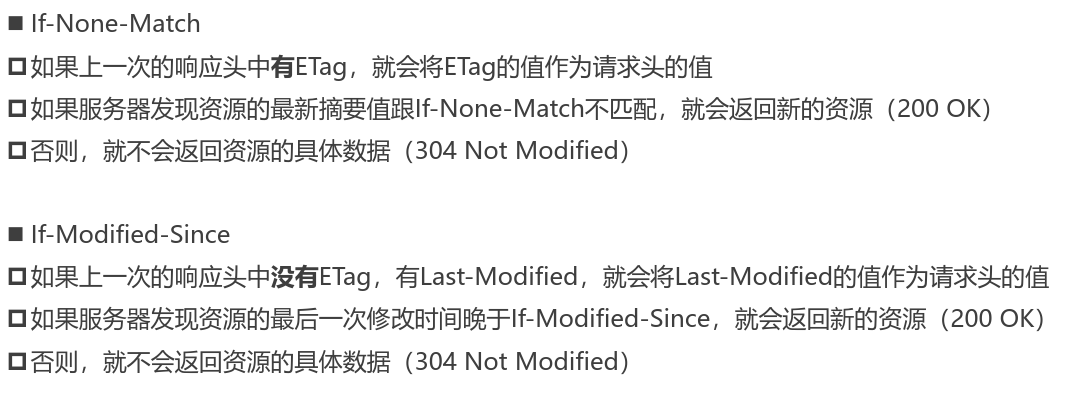 ■ If-None-Match
□如果上一次的响应头中有ETag，就会将ETag的值作为请求头的值
□如果服务器发现资源的最新摘要值跟If-None-Match不匹配，就会返回新的资源（200 OK）
□否则，就不会返回资源的具体数据（304 Not Modified）
■ If-Modified-Since
□如果上一次的响应头中没有ETag，有Last-Modified，就会将Last-Modified的值作为请求头的值
□如果服务器发现资源的最后一次修改时间晚于If-Modified-Since，就会返回新的资源（200 OK）
□否则，就不会返回资源的具体数据（304 Not Modified）